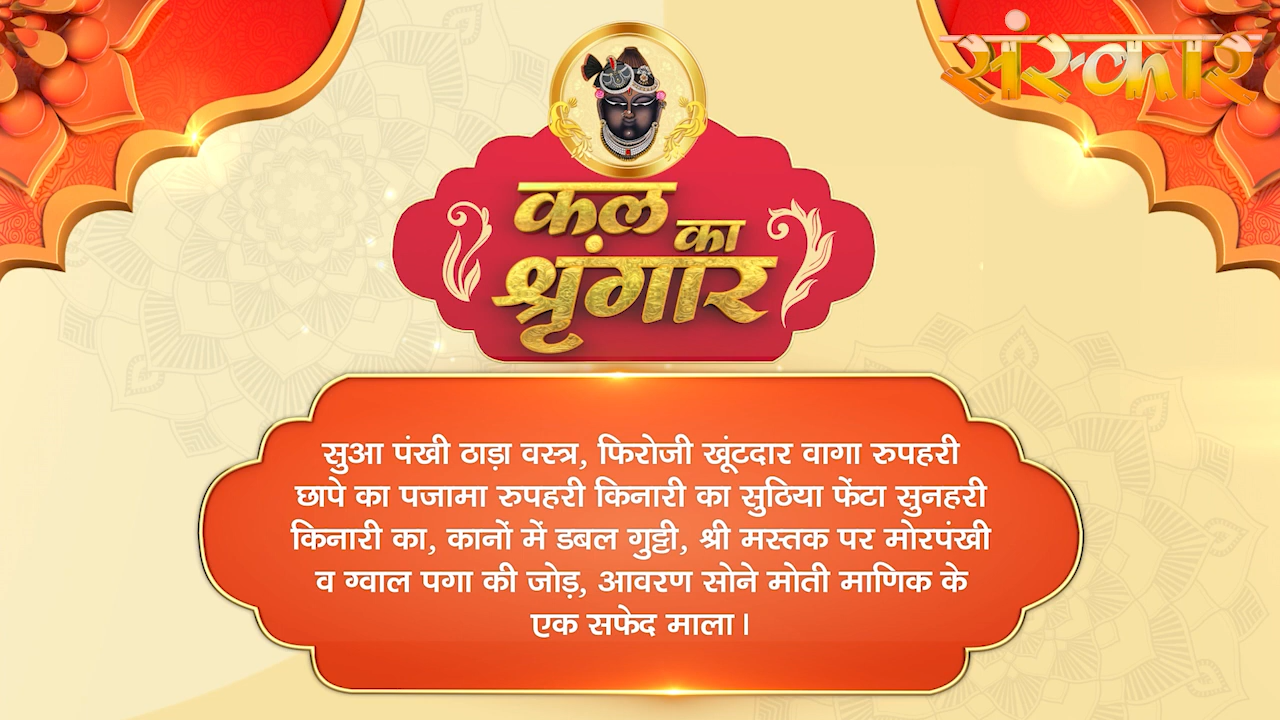 संस्कार
कल का
श्रृंगार
सुआ पंखी ठाड़ा वस्त्र, फिरोजी खूंटदार वागा रुपहरी
छापे का पजामा रुपहरी किनारी का सुठिया फेंटा सुनहरी
किनारी का, कानों में डबल गुट्टी, श्री मस्तक पर मोरपंखी
व ग्वाल पगा की जोड़, आवरण सोने मोती माणिक के
एक सफेद माला।